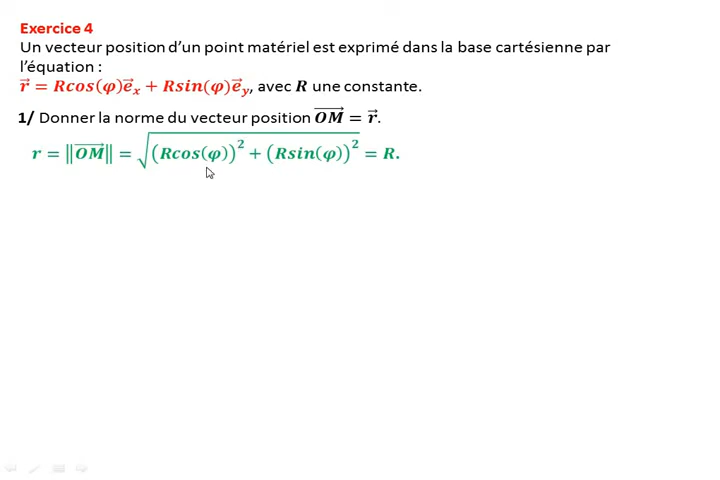 Exercice 4
Un vecteur position d'un point matériel est exprimé dans la base cartésienne par
l'équation :
r⃗ = Rcos(φ)e⃗ₓ + Rsin(φ)e⃗ᵧ, avec R une constante.
1/ Donner la norme du vecteur position OM⃗ = r⃗.
r = ‖OM⃗‖ = √((Rcos(φ))² + (Rsin(φ))²) = R.